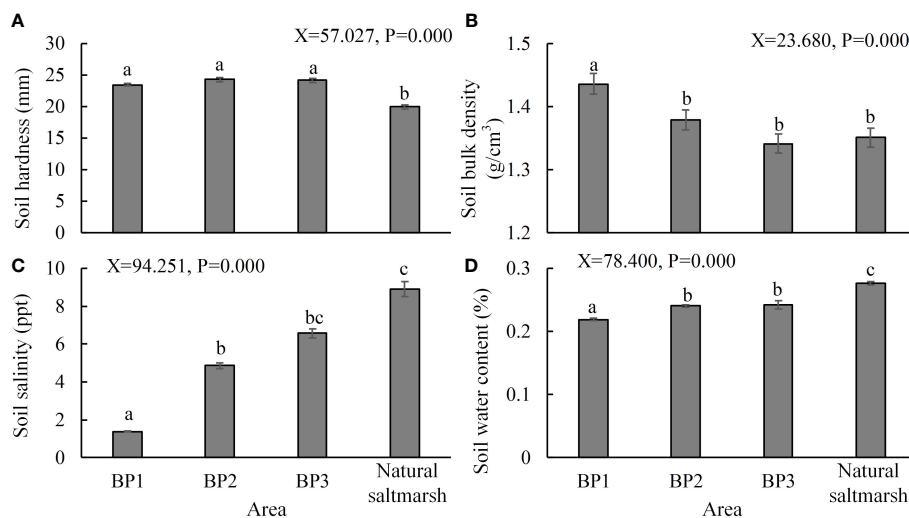 A
X=57.027, P=0.000
Soil hardness (mm)
30
25
20
15
10
5
0
a
a
a
b
B
X=23.680, P=0.000
Soil bulk density
(g/cm³)
1.5
1.4
1.3
1.2
a
b
b
b
C
X=94.251, P=0.000
Soil salinity (ppt)
10
8
6
4
2
0
a
b
bc
c
BP1
BP2
BP3
Natural
saltmarsh
Area
D
X=78.400, P=0.000
Soil water content (%)
0.3
0.2
0.1
0
a
b
b
c
BP1
BP2
BP3
Natural
saltmarsh
Area